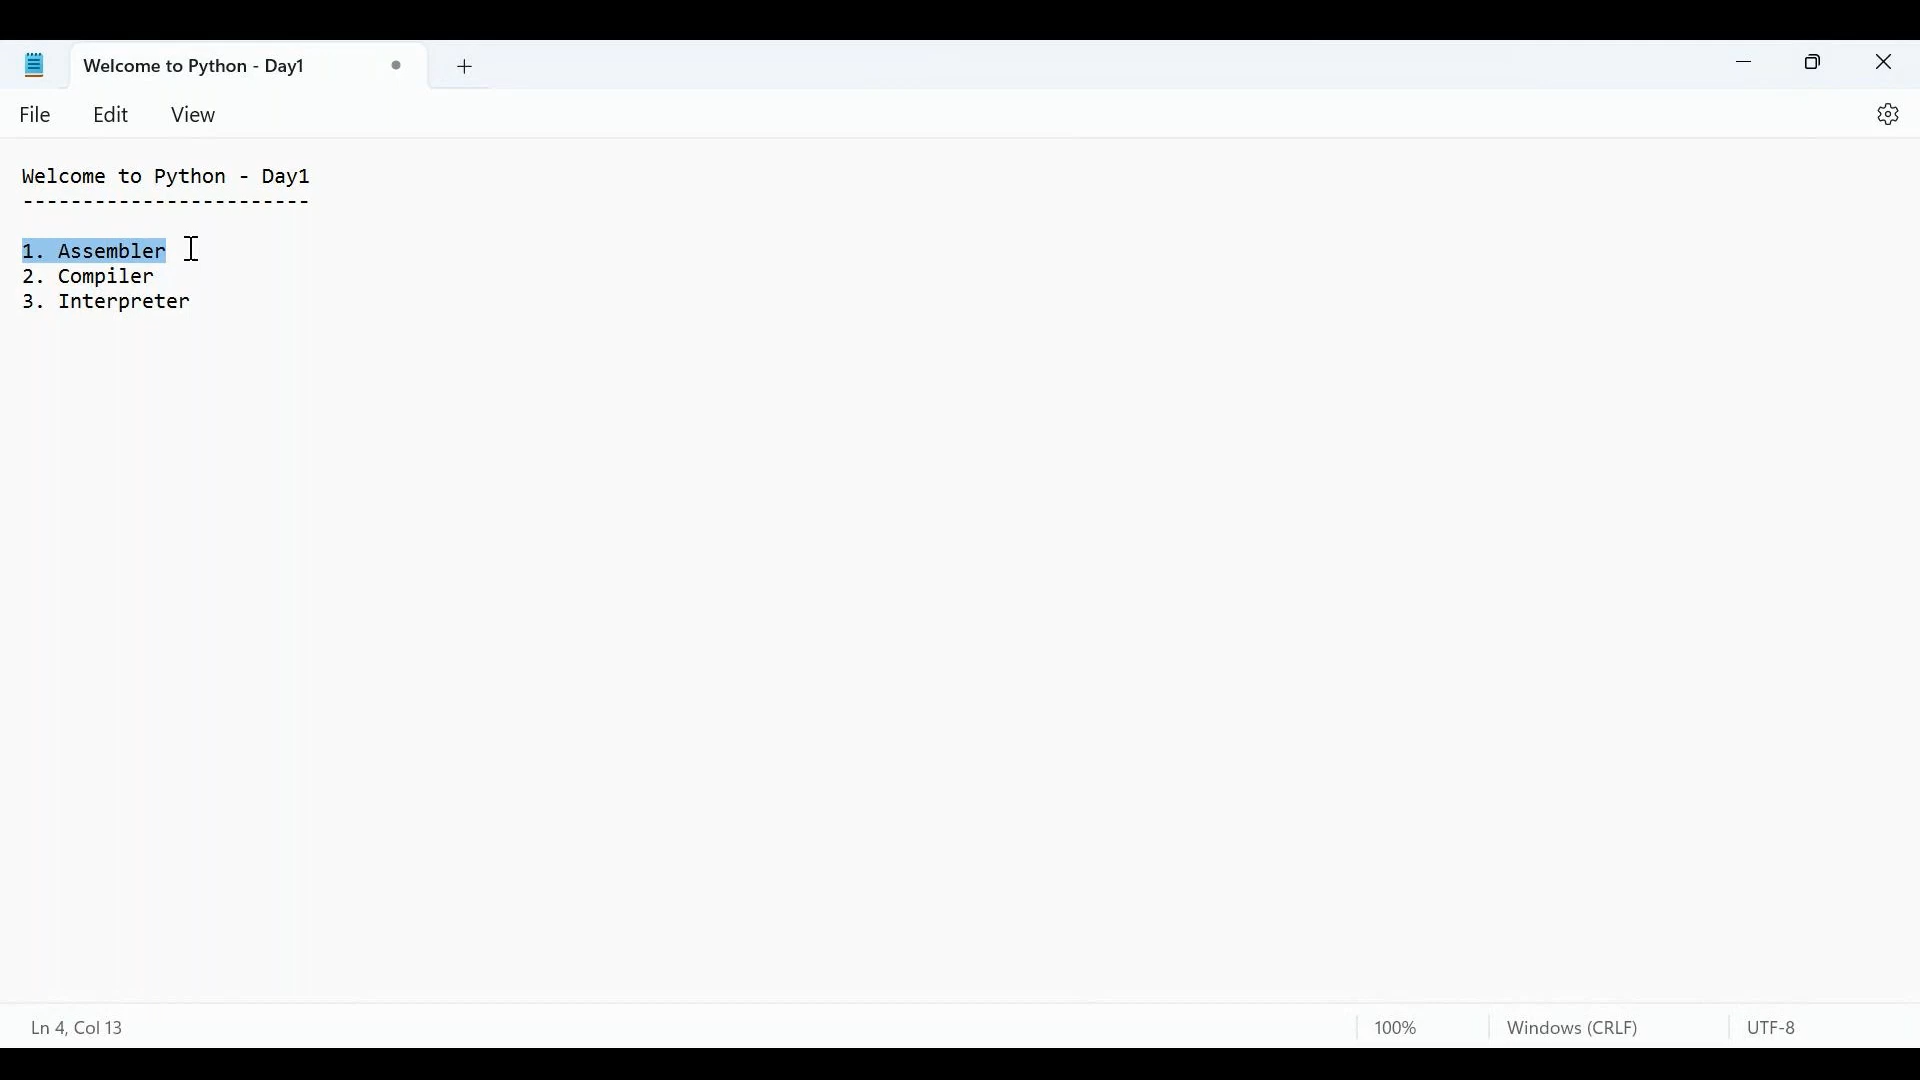 Welcome to Python - Day1
File Edit View
Welcome to Python - Day1
------------------------
1. Assembler
2. Compiler
3. Interpreter
Ln 4, Col 13 100% Windows (CRLF) UTF-8